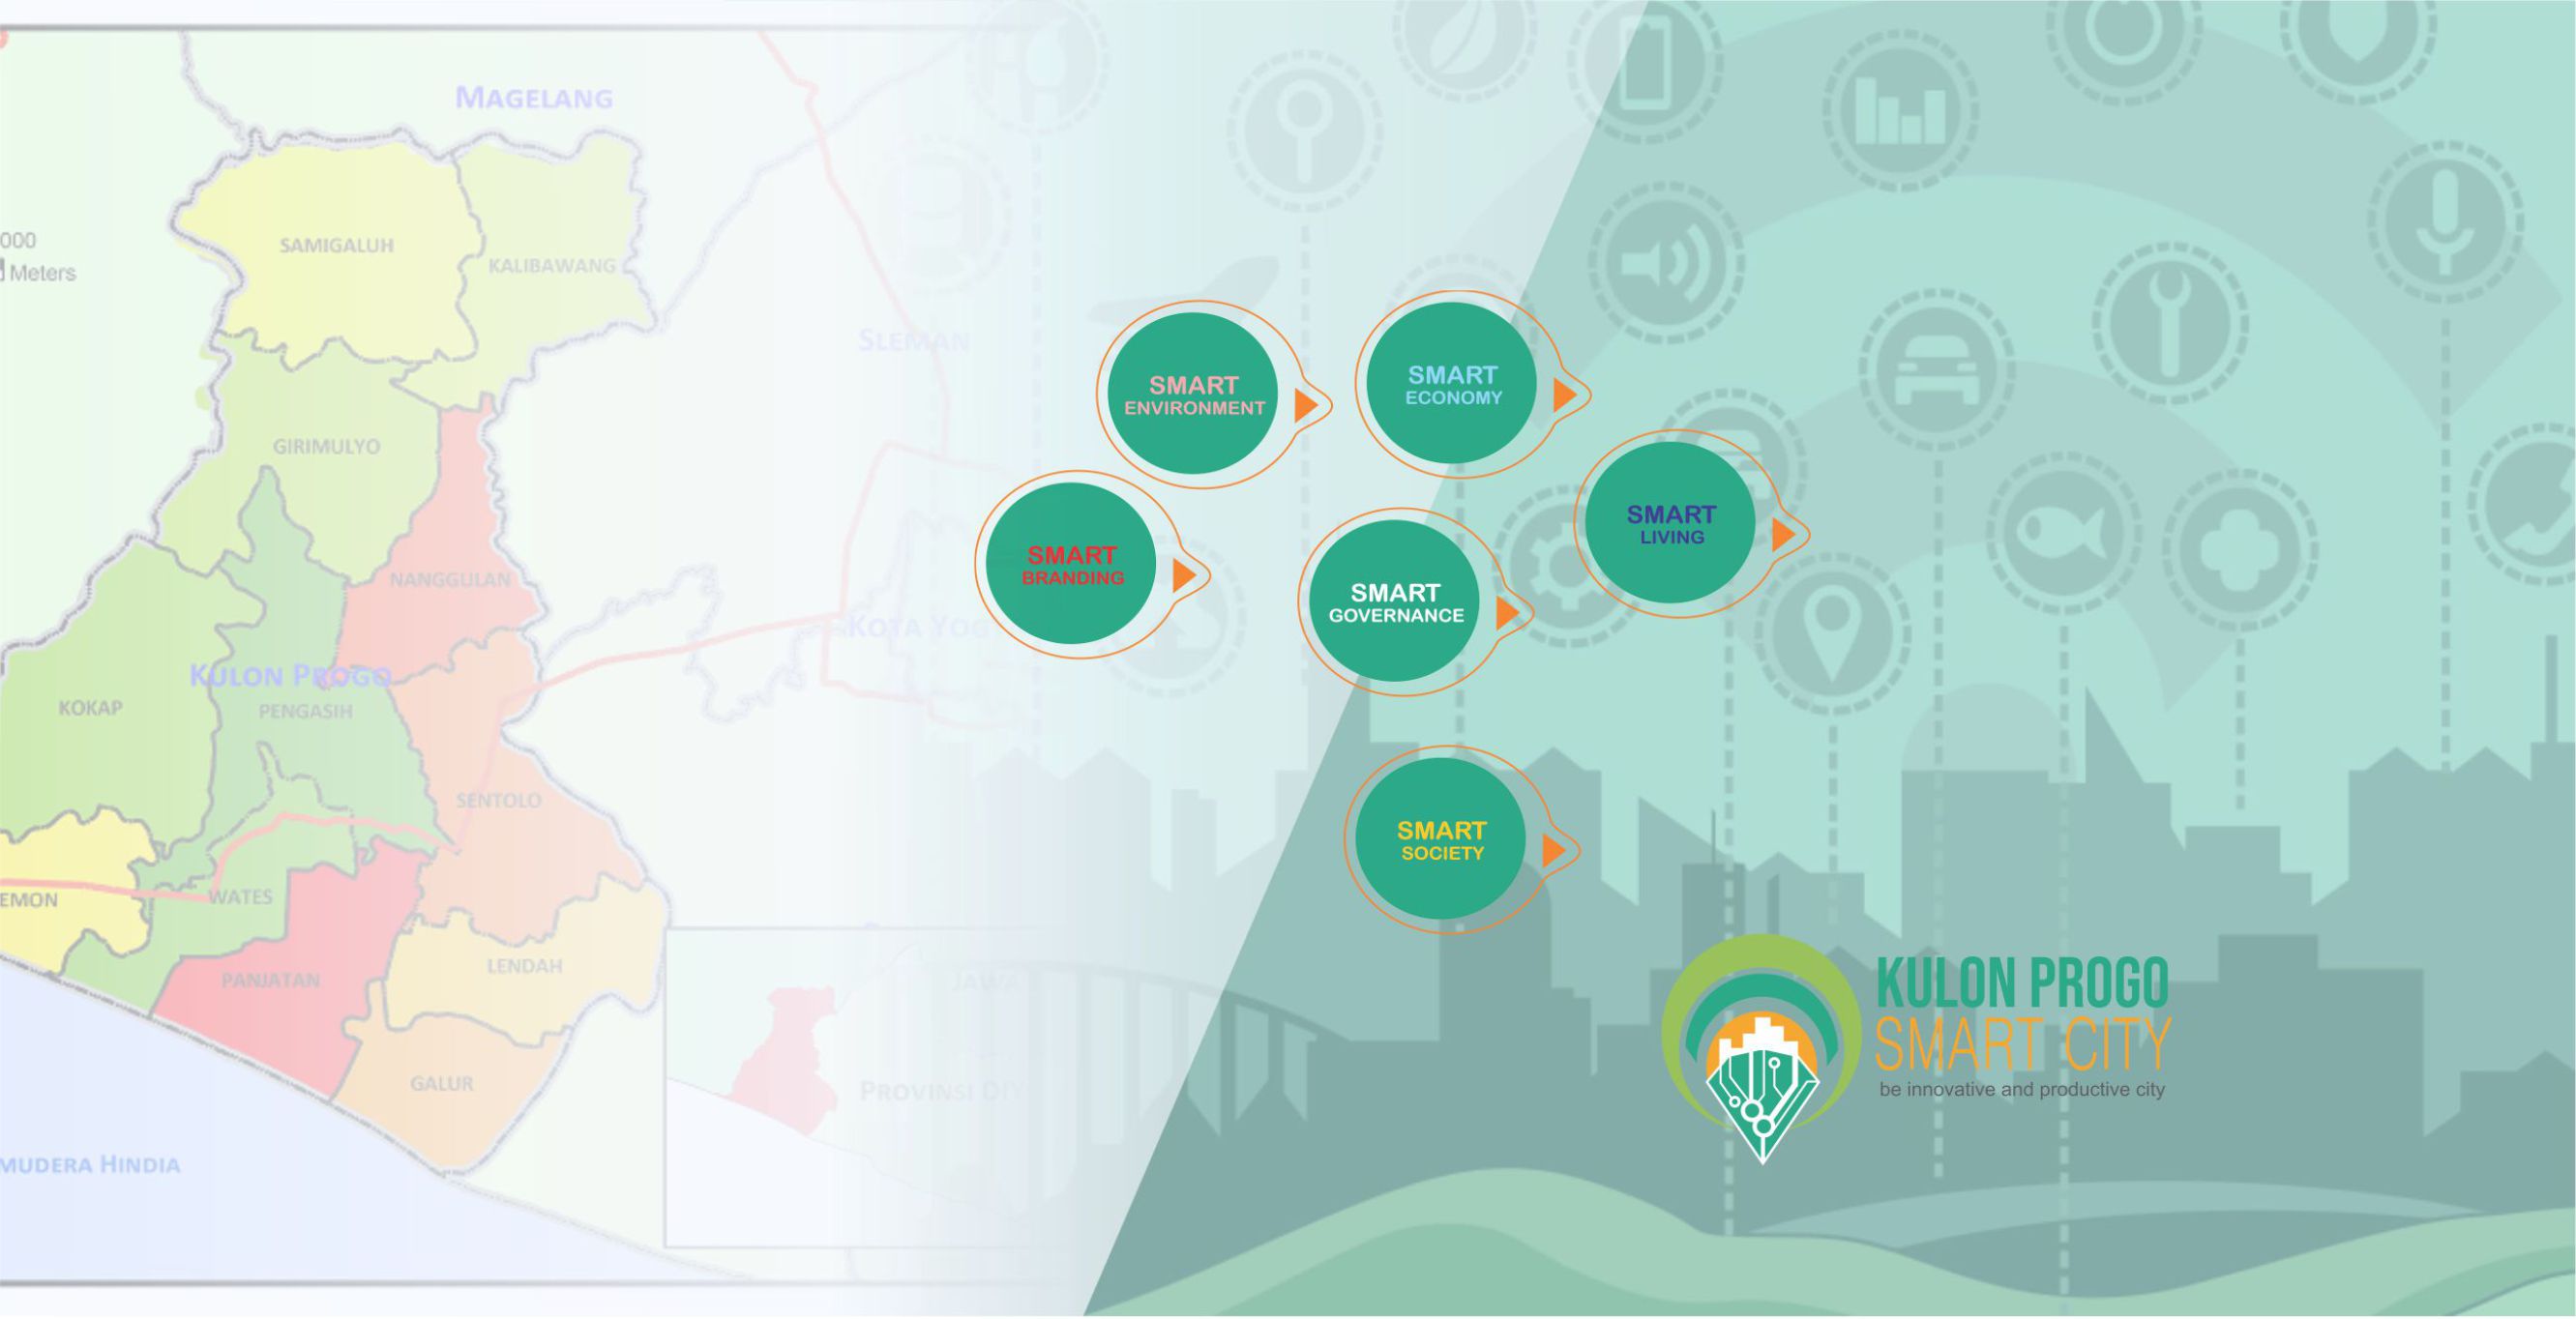 MAGELANG
SAMIGALUH
KALIBAWANG
000
Meters
SLEMAN
GIRIMULYO
NANGGULAN
KULON PROGO
KOKAP
PENGASIH
KOTA YOG
SENTOLO
EMON
WATES
PANJATAN
LENDAH
GALUR
MUDERA HINDIA
JAWA
PROVINSI DIY
SMART
ENVIRONMENT
SMART
ECONOMY
SMART
BRANDING
SMART
LIVING
SMART
GOVERNANCE
SMART
SOCIETY
KULON PROGO
SMART CITY
be innovative and productive city